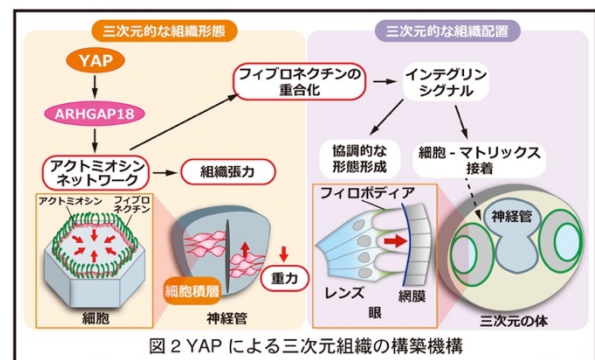 三次元的な組織形態
YAP
ARHGAP18
アクトミオシン
ネットワーク
組織張力
アクトミオシン
フィブロ
ネクチン
細胞
細胞積層
神経管
重力
三次元的な組織配置
フィブロネクチンの
重合化
インテグリン
シグナル
協調的な
形態形成
細胞 - マトリックス
接着
フィロポディア
レンズ
眼
網膜
神経管
三次元の体
図 2 YAP による三次元組織の構築機構